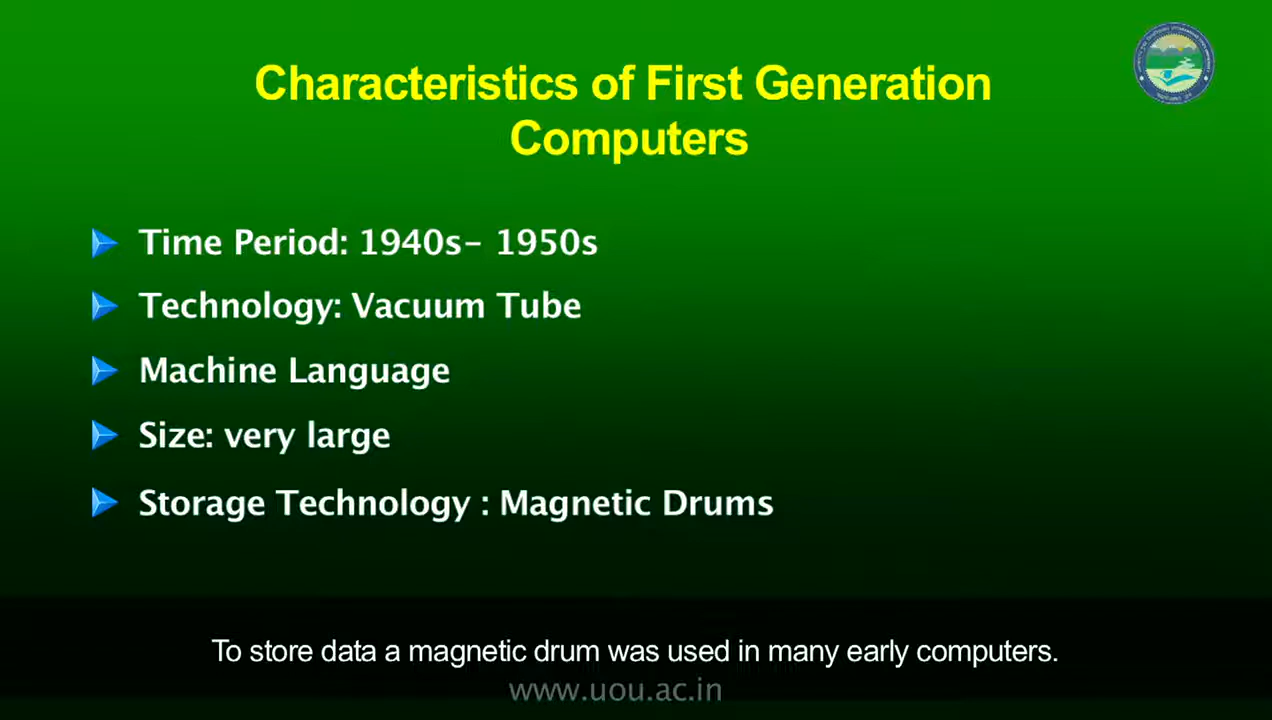 Characteristics of First Generation
Computers
Time Period: 1940s– 1950s
Technology: Vacuum Tube
Machine Language
Size: very large
Storage Technology : Magnetic Drums
To store data a magnetic drum was used in many early computers.
www.uou.ac.in